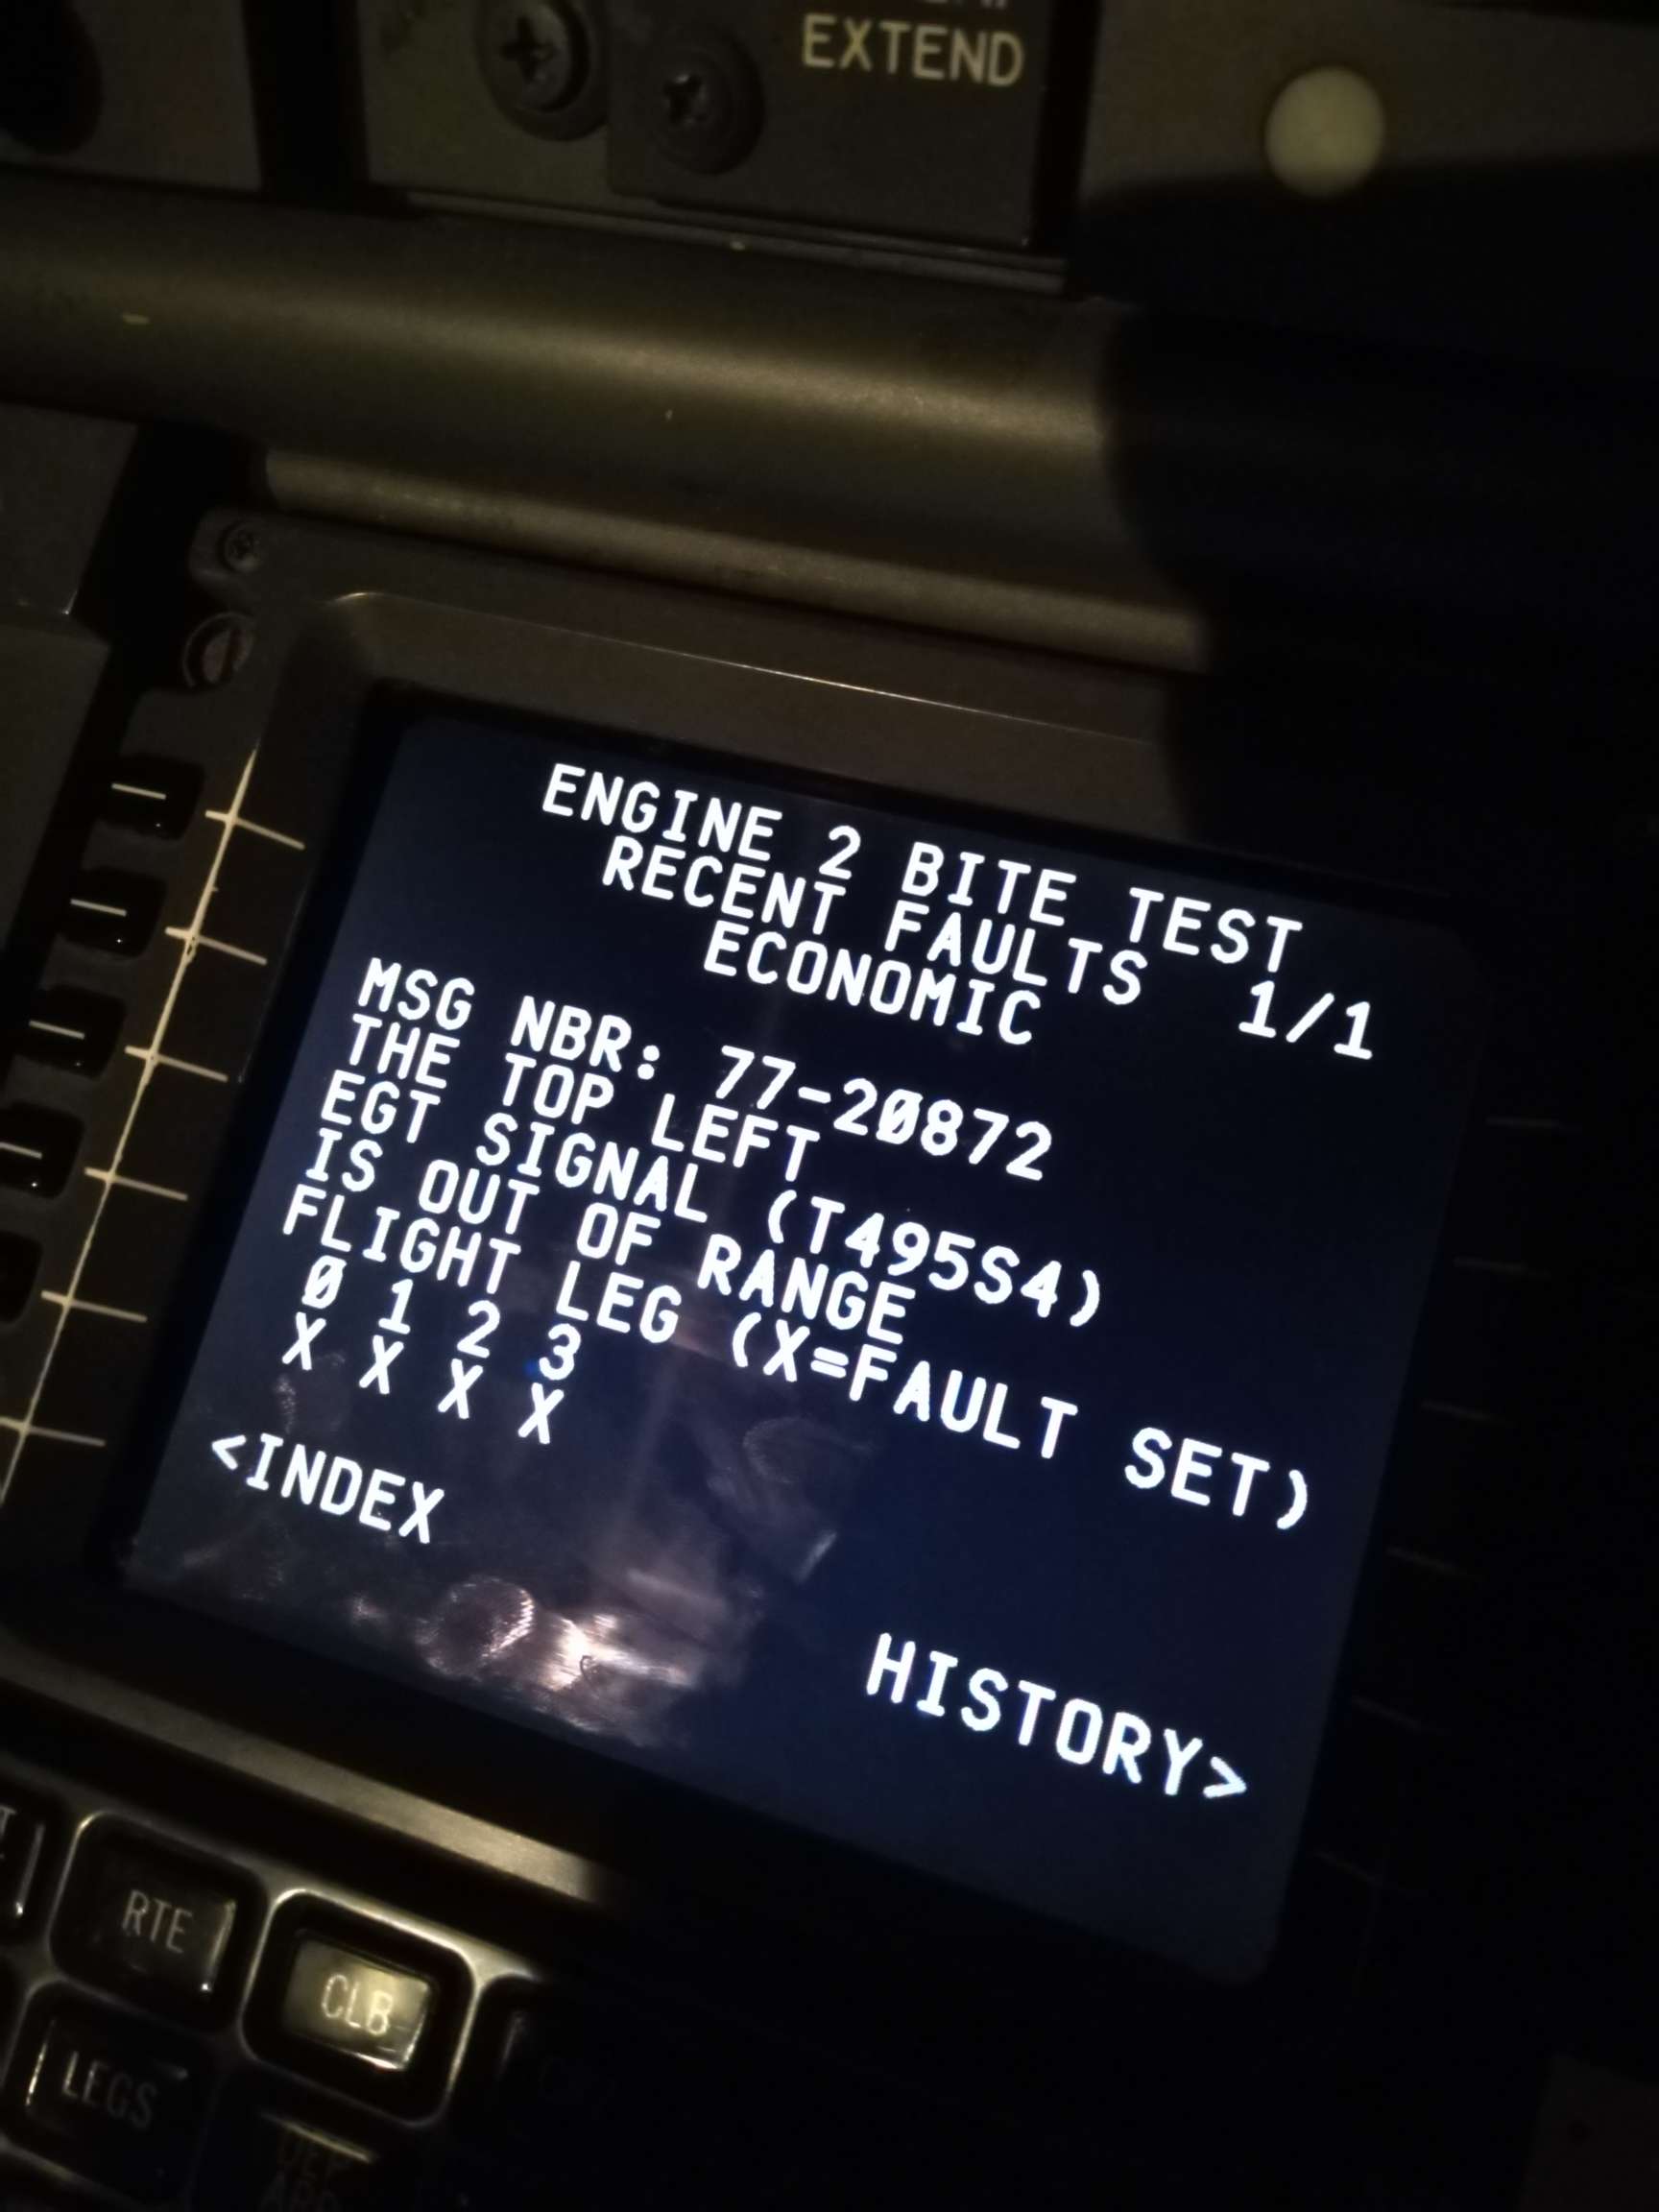 EXTEND
ENGINE 2 BITE TEST
RECENT FAULTS 1/1
ECONOMIC
MSG NBR: 77-20872
THE TOP LEFT
EGT SIGNAL (T495S4)
IS OUT OF RANGE
FLIGHT LEG (X=FAULT SET)
0 1 2 3
X X X X
<INDEX
HISTORY>
RTE
CLB
LEGS